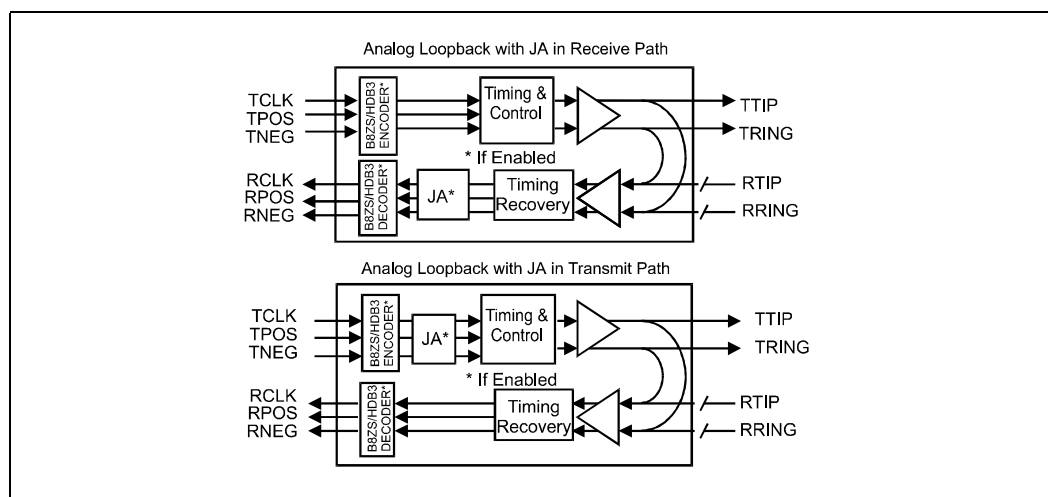 Analog Loopback with JA in Receive Path
TCLK
TPOS
TNEG
B8ZS/HDB3
ENCODER*
Timing &
Control
TTIP
TRING
* If Enabled
RCLK
RPOS
RNEG
B8ZS/HDB3
DECODER*
JA*
Timing
Recovery
RTIP
RRING
Analog Loopback with JA in Transmit Path
TCLK
TPOS
TNEG
B8ZS/HDB3
ENCODER*
JA*
Timing &
Control
TTIP
TRING
* If Enabled
RCLK
RPOS
RNEG
B8ZS/HDB3
DECODER*
Timing
Recovery
RTIP
RRING